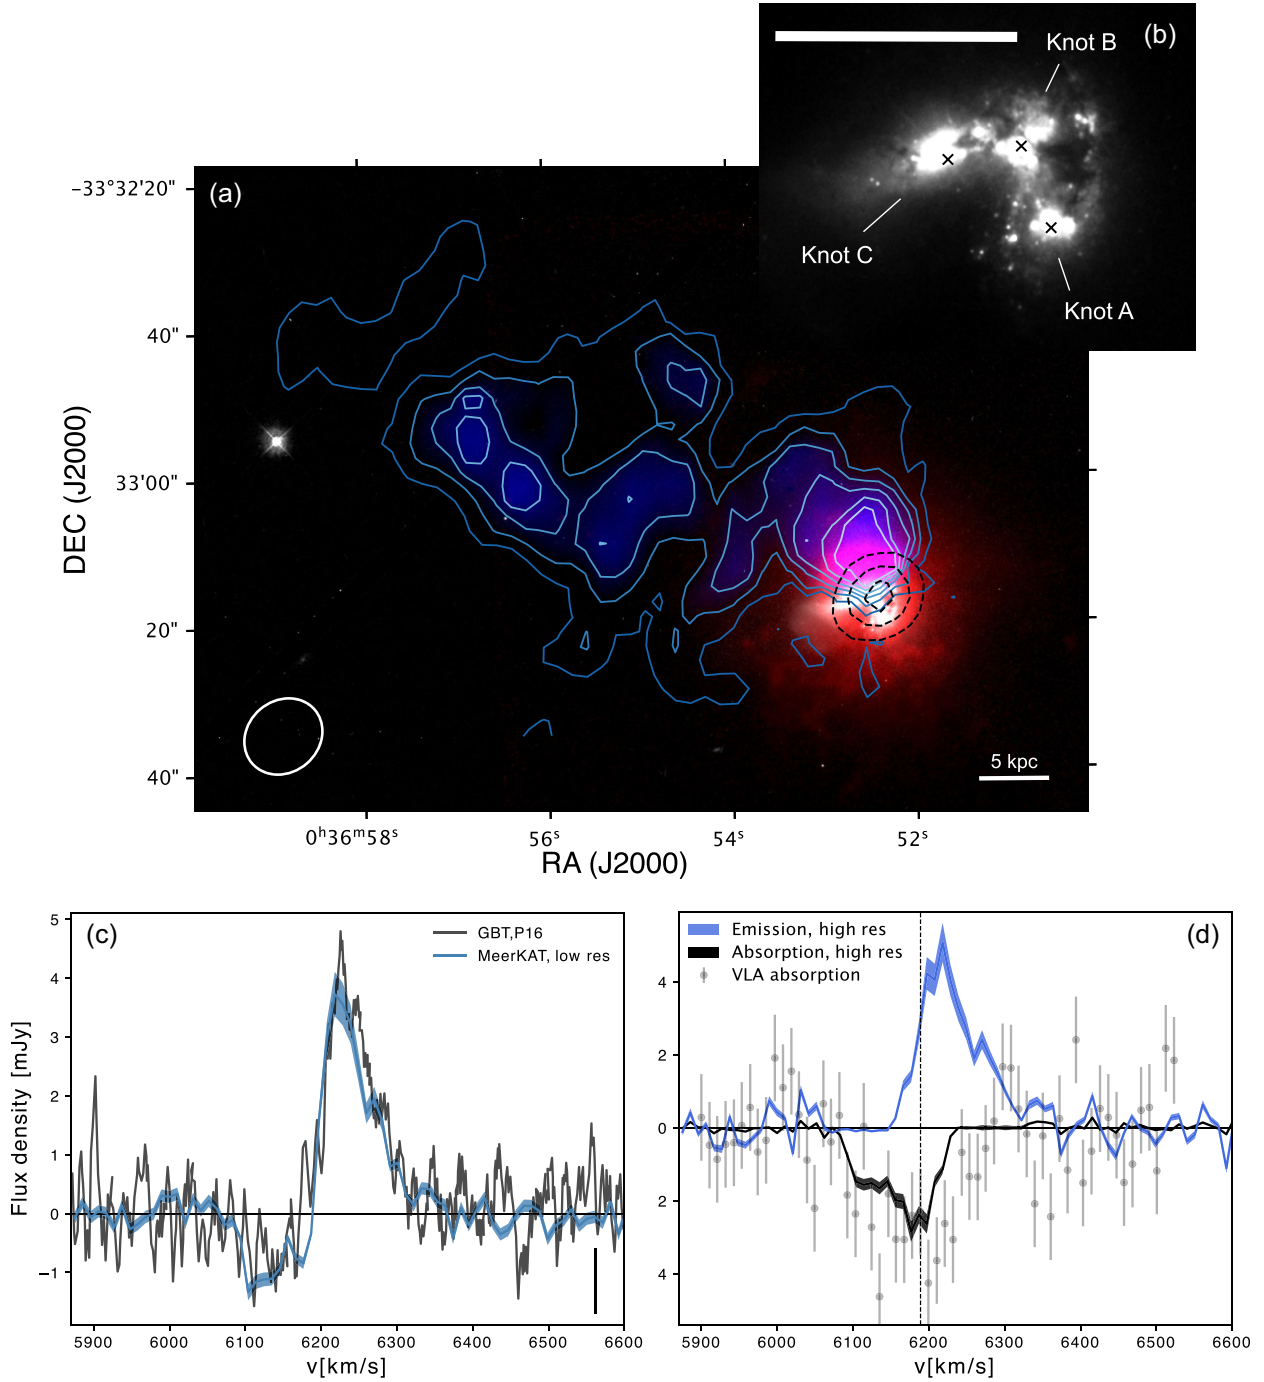 (b)
Knot B
Knot C
Knot A
(a)
−33°32'20"
40"
33'00"
20"
40"
DEC (J2000)
5 kpc
0ʰ36ᵐ58ˢ
56ˢ
54ˢ
52ˢ
RA (J2000)
(c)
GBT,P16
MeerKAT, low res
5
4
3
2
1
0
−1
Flux density [mJy]
5900
6000
6100
6200
6300
6400
6500
6600
v[km/s]
(d)
Emission, high res
Absorption, high res
VLA absorption
4
2
0
2
4
5900
6000
6100
6200
6300
6400
6500
6600
v[km/s]